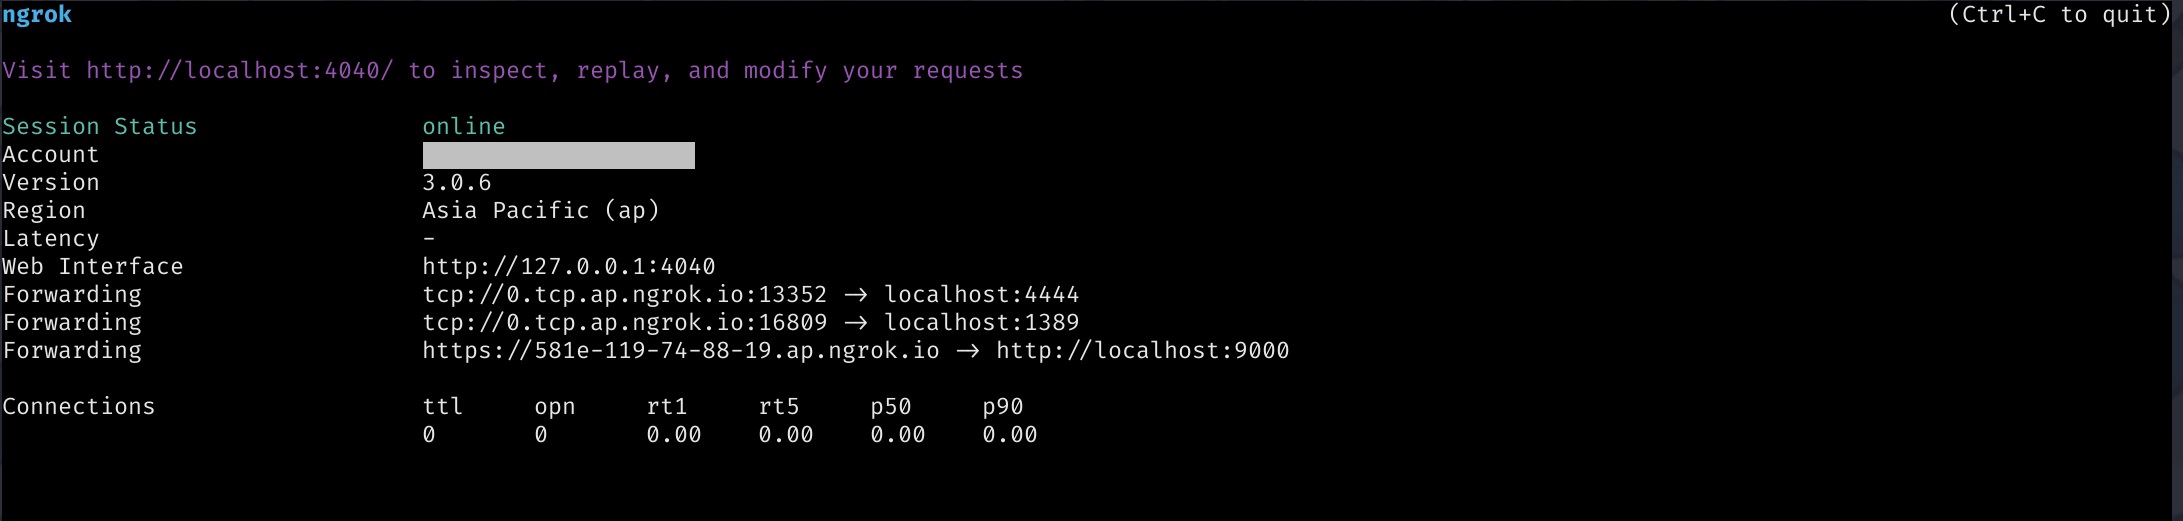 ngrok (Ctrl+C to quit)
Visit http://localhost:4040/ to inspect, replay, and modify your requests
Session Status online
Account
Version 3.0.6
Region Asia Pacific (ap)
Latency -
Web Interface http://127.0.0.1:4040
Forwarding tcp://0.tcp.ap.ngrok.io:13352 -> localhost:4444
Forwarding tcp://0.tcp.ap.ngrok.io:16809 -> localhost:1389
Forwarding https://581e-119-74-88-19.ap.ngrok.io -> http://localhost:9000
Connections ttl opn rt1 rt5 p50 p90
0 0 0.00 0.00 0.00 0.00